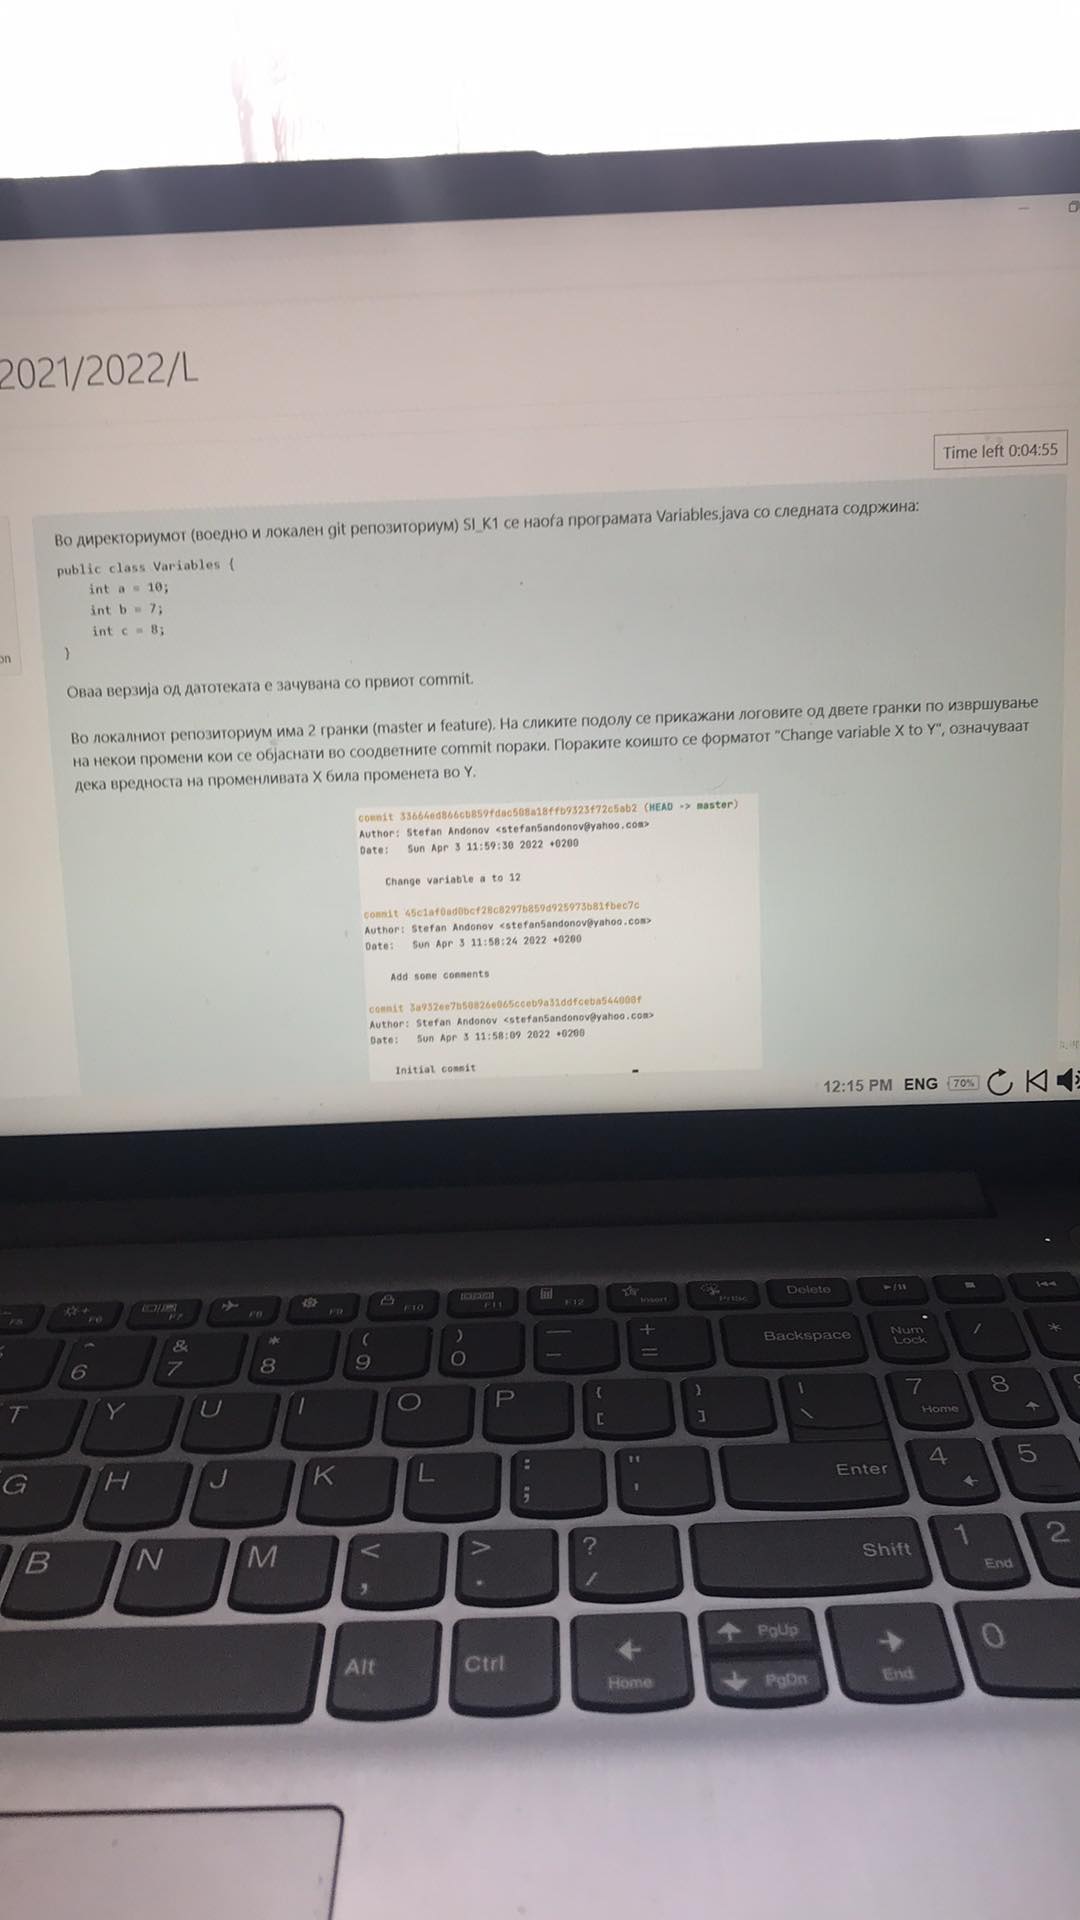 2021/2022/L
Time left 0:04:55
Во директориумот (воедно и локален git репозиториум) SI_K1 се наоѓа програмата Variables.java со следната содржина:
public class Variables {
int a = 10;
int b = 7;
int c = 8;
}
on
Оваа верзија од датотеката е зачувана со првиот commit.
Во локалниот репозиториум има 2 гранки (master и feature). На сликите подолу се прикажани логовите од двете гранки по извршување
на некои промени кои се објаснати во соодветните commit пораки. Пораките коишто се форматот "Change variable X to Y", означуваат
дека вредноста на променливата X била променета во Y.
commit 33664ed866cb859fdac508a18ffb9323f72c5ab2 (HEAD -> master)
Author: Stefan Andonov <stefan5andonov@yahoo.com>
Date: Sun Apr 3 11:59:30 2022 +0200
Change variable a to 12
commit 45c1af0ad0bcf28c8297b859d925973b81fbec7c
Author: Stefan Andonov <stefan5andonov@yahoo.com>
Date: Sun Apr 3 11:58:24 2022 +0200
Add some comments
commit 3a932ee7b50826e065cceb9a31ddfceba544000f
Author: Stefan Andonov <stefan5andonov@yahoo.com>
Date: Sun Apr 3 11:58:09 2022 +0200
Initial commit
12:15 PM ENG 70%
F5 F6 F7 F8 F9 F10 F11 F12 Insert PrtSc Delete
^ 6 & 7 * 8 ( 9 ) 0 _ - + = Backspace Num Lock / *
T Y U I O P { [ } ] | \ 7 Home 8
G H J K L : ; " ' Enter 4 5
B N M < , > . ? / Shift 1 End 2
Alt Ctrl Home PgUp PgDn End 0